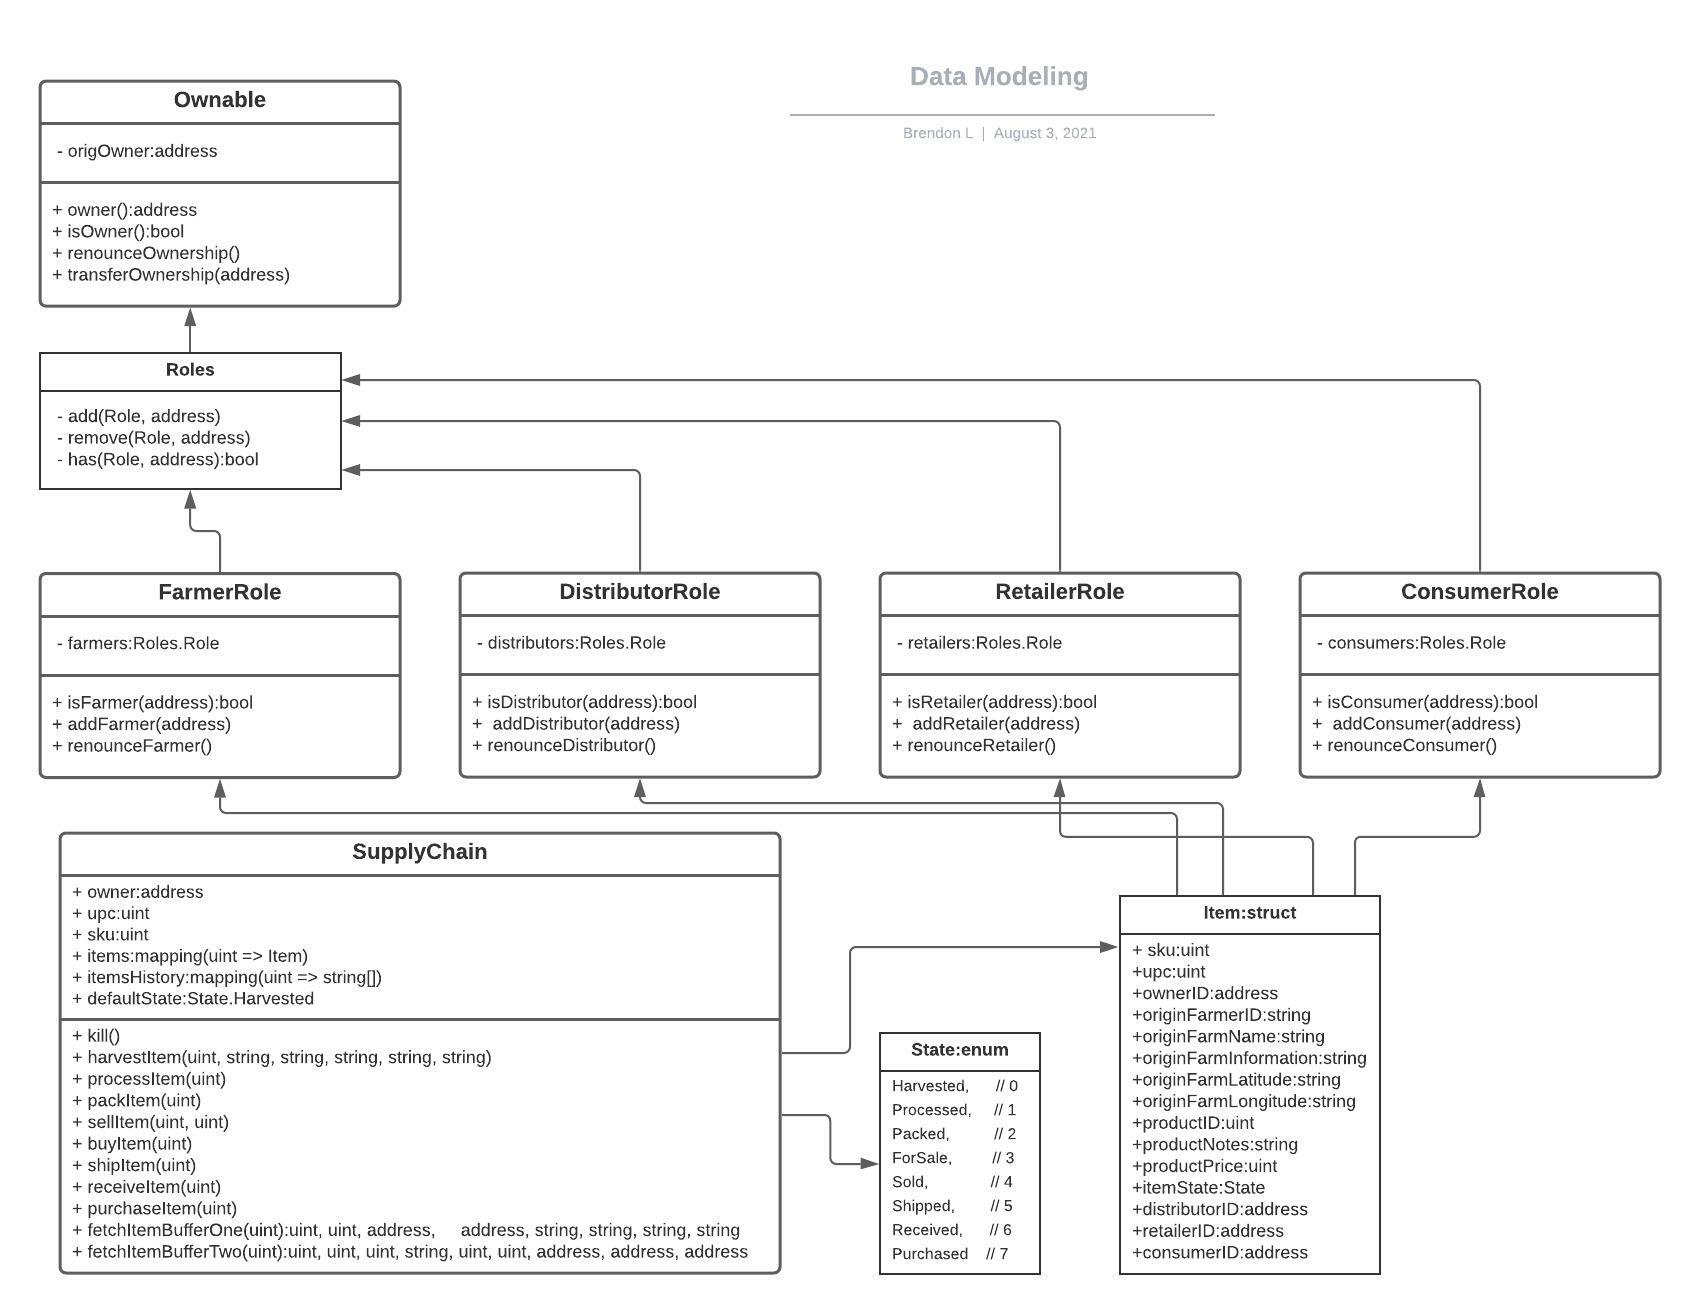 Data Modeling
Brendon L | August 3, 2021
Ownable
- origOwner:address
+ owner():address
+ isOwner():bool
+ renounceOwnership()
+ transferOwnership(address)
Roles
- add(Role, address)
- remove(Role, address)
- has(Role, address):bool
FarmerRole
- farmers:Roles.Role
+ isFarmer(address):bool
+ addFarmer(address)
+ renounceFarmer()
DistributorRole
- distributors:Roles.Role
+ isDistributor(address):bool
+ addDistributor(address)
+ renounceDistributor()
RetailerRole
- retailers:Roles.Role
+ isRetailer(address):bool
+ addRetailer(address)
+ renounceRetailer()
ConsumerRole
- consumers:Roles.Role
+ isConsumer(address):bool
+ addConsumer(address)
+ renounceConsumer()
SupplyChain
+ owner:address
+ upc:uint
+ sku:uint
+ items:mapping(uint => Item)
+ itemsHistory:mapping(uint => string[])
+ defaultState:State.Harvested
+ kill()
+ harvestItem(uint, string, string, string, string, string)
+ processItem(uint)
+ packItem(uint)
+ sellItem(uint, uint)
+ buyItem(uint)
+ shipItem(uint)
+ receiveItem(uint)
+ purchaseItem(uint)
+ fetchItemBufferOne(uint):uint, uint, address, address, string, string, string, string
+ fetchItemBufferTwo(uint):uint, uint, uint, string, uint, uint, address, address, address
State:enum
Harvested, // 0
Processed, // 1
Packed, // 2
ForSale, // 3
Sold, // 4
Shipped, // 5
Received, // 6
Purchased // 7
Item:struct
+ sku:uint
+upc:uint
+ownerID:address
+originFarmerID:string
+originFarmName:string
+originFarmInformation:string
+originFarmLatitude:string
+originFarmLongitude:string
+productID:uint
+productNotes:string
+productPrice:uint
+itemState:State
+distributorID:address
+retailerID:address
+consumerID:address